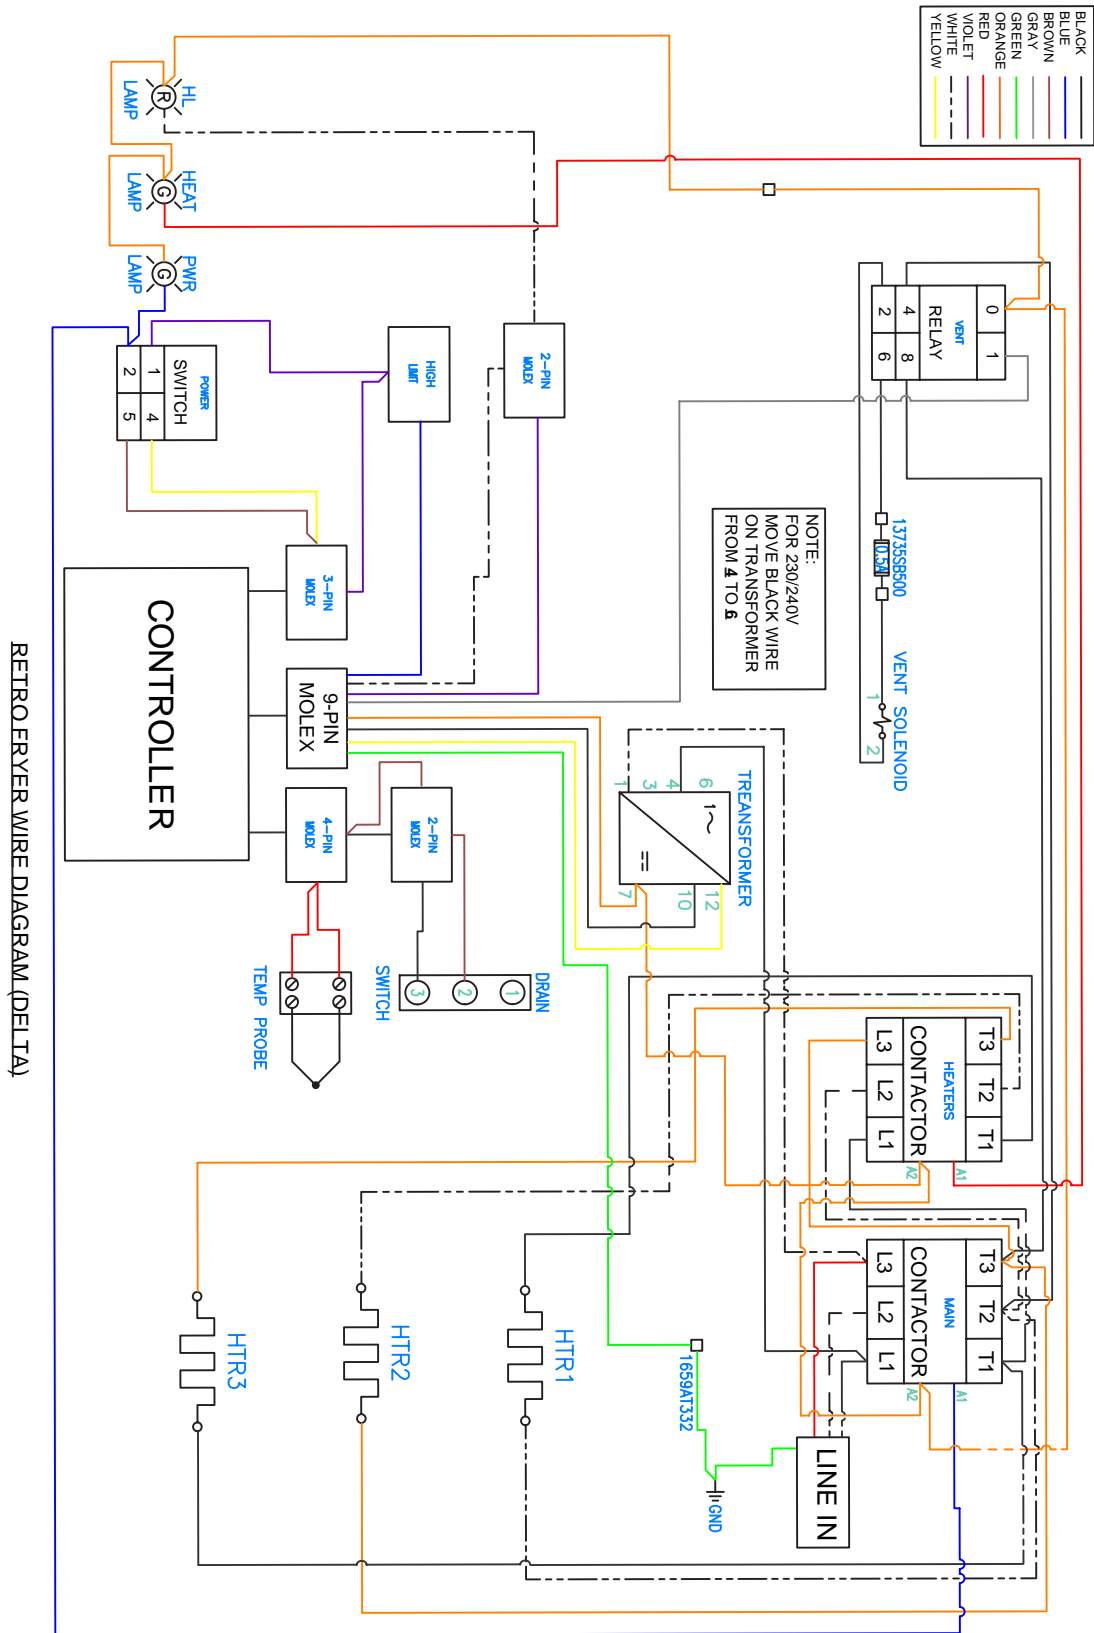 BLACK
BLUE
BROWN
GRAY
GREEN
ORANGE
RED
VIOLET
WHITE
YELLOW
HL
LAMP
R
HEAT
LAMP
G
PWR
LAMP
G
POWER
SWITCH
1 4
2 5
HIGH
LIMIT
2-PIN
MOLEX
VENT
RELAY
0 1
4 8
2 6
13735SB500
0.5A
VENT SOLENOID
1 2
NOTE:
FOR 230/240V
MOVE BLACK WIRE
ON TRANSFORMER
FROM 4 TO 6
3-PIN
MOLEX
9-PIN
MOLEX
4-PIN
MOLEX
2-PIN
MOLEX
CONTROLLER
TREANSFORMER
1 3 4 6
1~
7 10 12
DRAIN
SWITCH
1
2
3
TEMP PROBE
HEATERS
CONTACTOR
T3 T2 T1
L3 L2 L1
A1
A2
MAIN
CONTACTOR
T3 T2 T1
L3 L2 L1
A1
A2
LINE IN
GND
1659AT332
HTR1
HTR2
HTR3
RETRO FRYER WIRE DIAGRAM (DELTA)